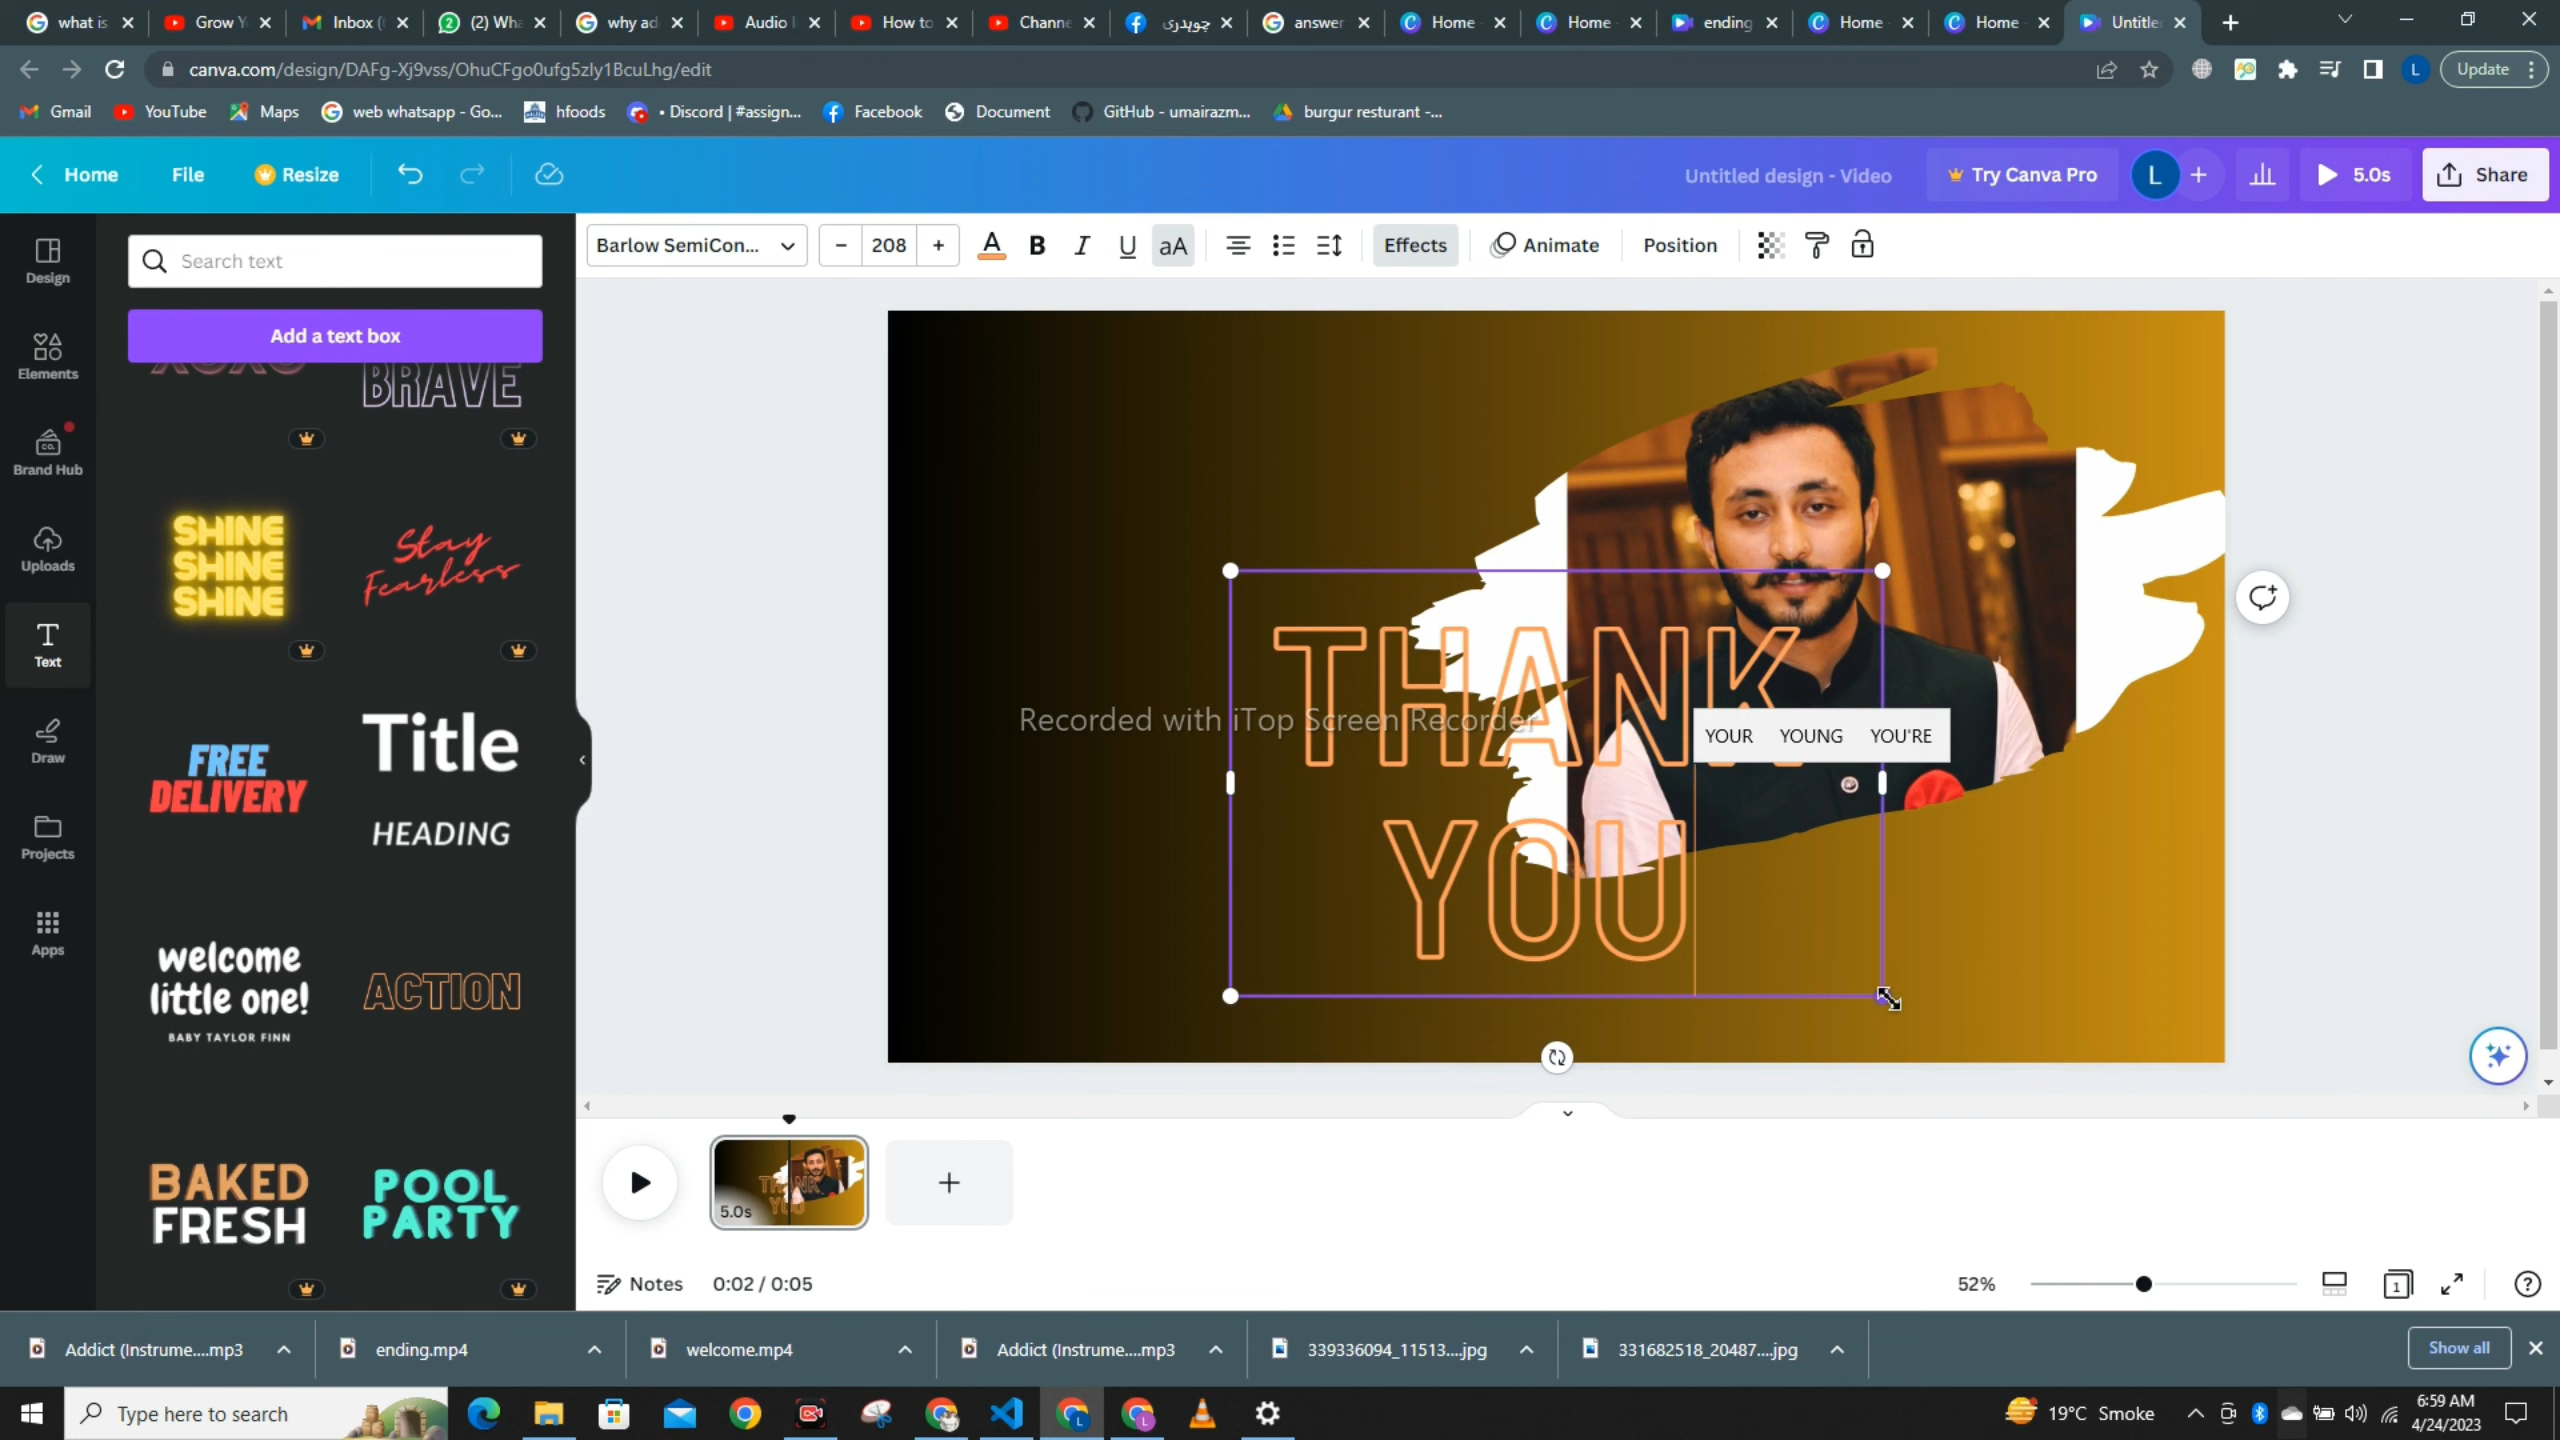 what is
Grow Y
Inbox (
(2) Wha
why ad
Audio
How to
Channe
چوہدری
answer
Home
Home
ending
Home
Home
Untitle
canva.com/design/DAFg-Xj9vss/OhuCFgo0ufg5zly1BcuLhg/edit
L
Update
Gmail
YouTube
Maps
web whatsapp - Go...
hfoods
• Discord | #assign...
Facebook
Document
GitHub - umairazm...
burgur resturant -...
Home
File
Resize
Untitled design - Video
Try Canva Pro
L
5.0s
Share
Design
Elements
Brand Hub
Uploads
Text
Draw
Projects
Apps
Search text
Add a text box
XOXO
BRAVE
SHINE
SHINE
SHINE
Stay
Fearless
FREE
DELIVERY
Title
HEADING
welcome
little one!
BABY TAYLOR FINN
ACTION
BAKED
FRESH
POOL
PARTY
Barlow SemiCon...
208
A
B
I
U
aA
Effects
Animate
Position
THANK
YOU
Recorded with iTop Screen Recorder
YOUR YOUNG YOU'RE
THANK
YOU
5.0s
Notes
0:02 / 0:05
52%
1
Addict (Instrume....mp3
ending.mp4
welcome.mp4
Addict (Instrume....mp3
339336094_11513....jpg
331682518_20487....jpg
Show all
Type here to search
19°C Smoke
6:59 AM
4/24/2023